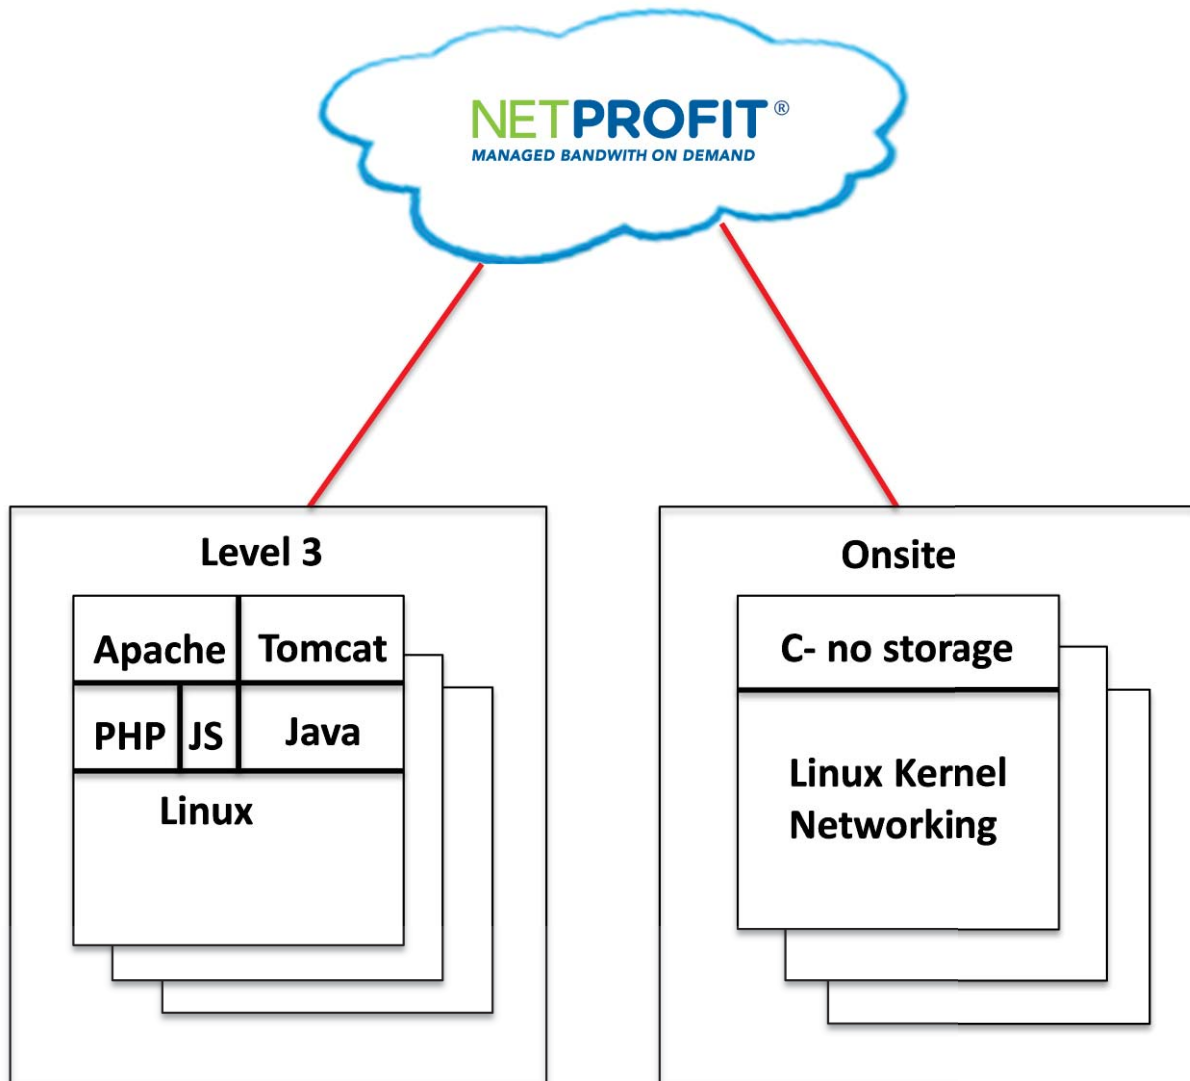 NETPROFIT®
MANAGED BANDWITH ON DEMAND
Level 3
Apache
Tomcat
PHP
JS
Java
Linux
Onsite
C- no storage
Linux Kernel
Networking